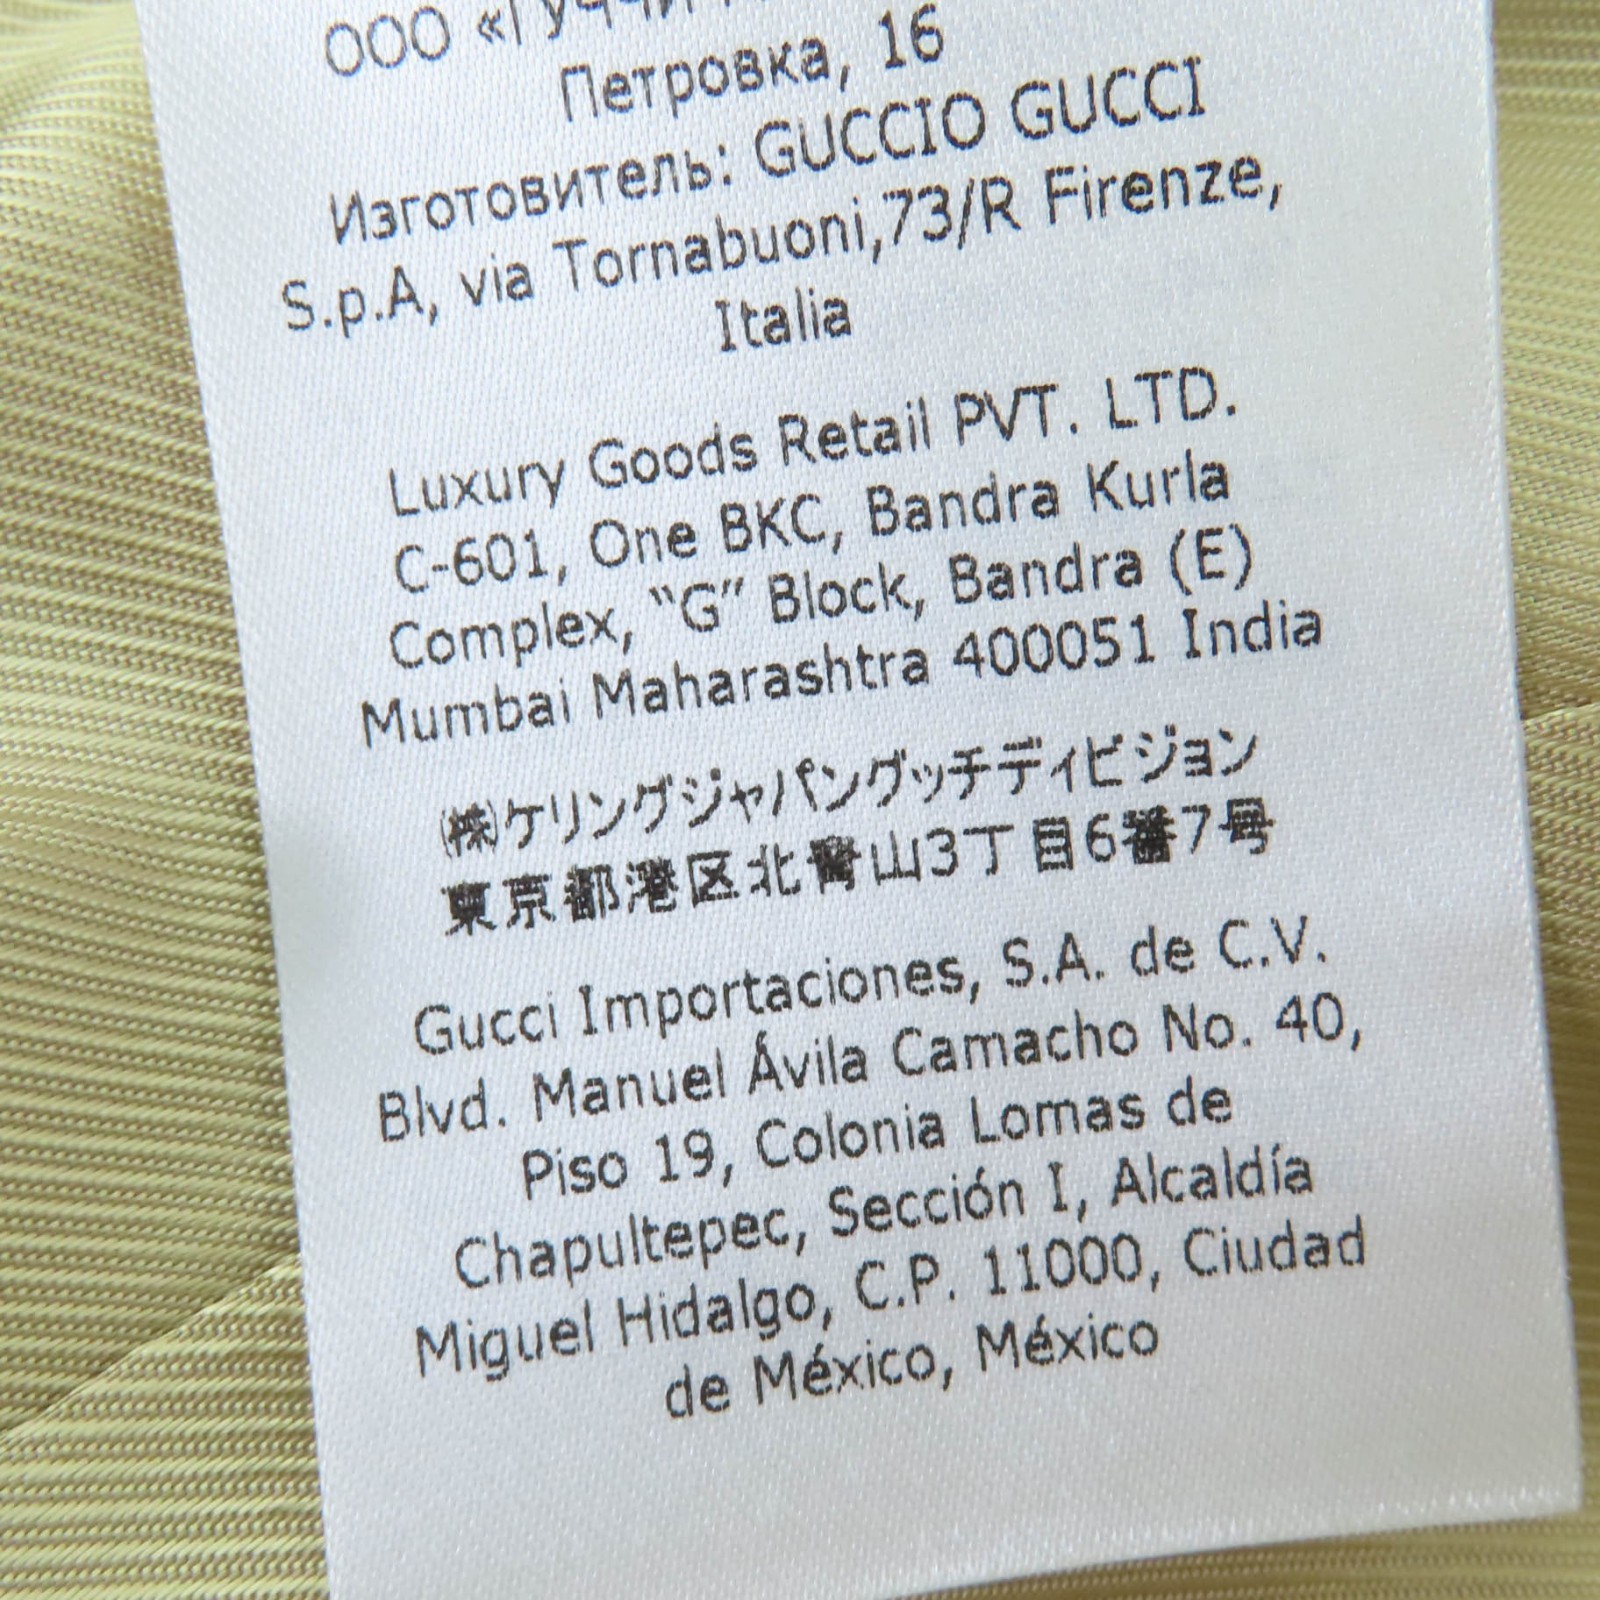 ООО «ГУЧЧИ
Петровка, 16
Изготовитель: GUCCIO GUCCI
S.p.A, via Tornabuoni,73/R Firenze,
Italia
Luxury Goods Retail PVT. LTD.
C-601, One BKC, Bandra Kurla
Complex, “G” Block, Bandra (E)
Mumbai Maharashtra 400051 India
㈱ケリングジャパングッチディビジョン
東京都港区北青山3丁目6番7号
Gucci Importaciones, S.A. de C.V.
Blvd. Manuel Ávila Camacho No. 40,
Piso 19, Colonia Lomas de
Chapultepec, Sección I, Alcaldía
Miguel Hidalgo, C.P. 11000, Ciudad
de México, México